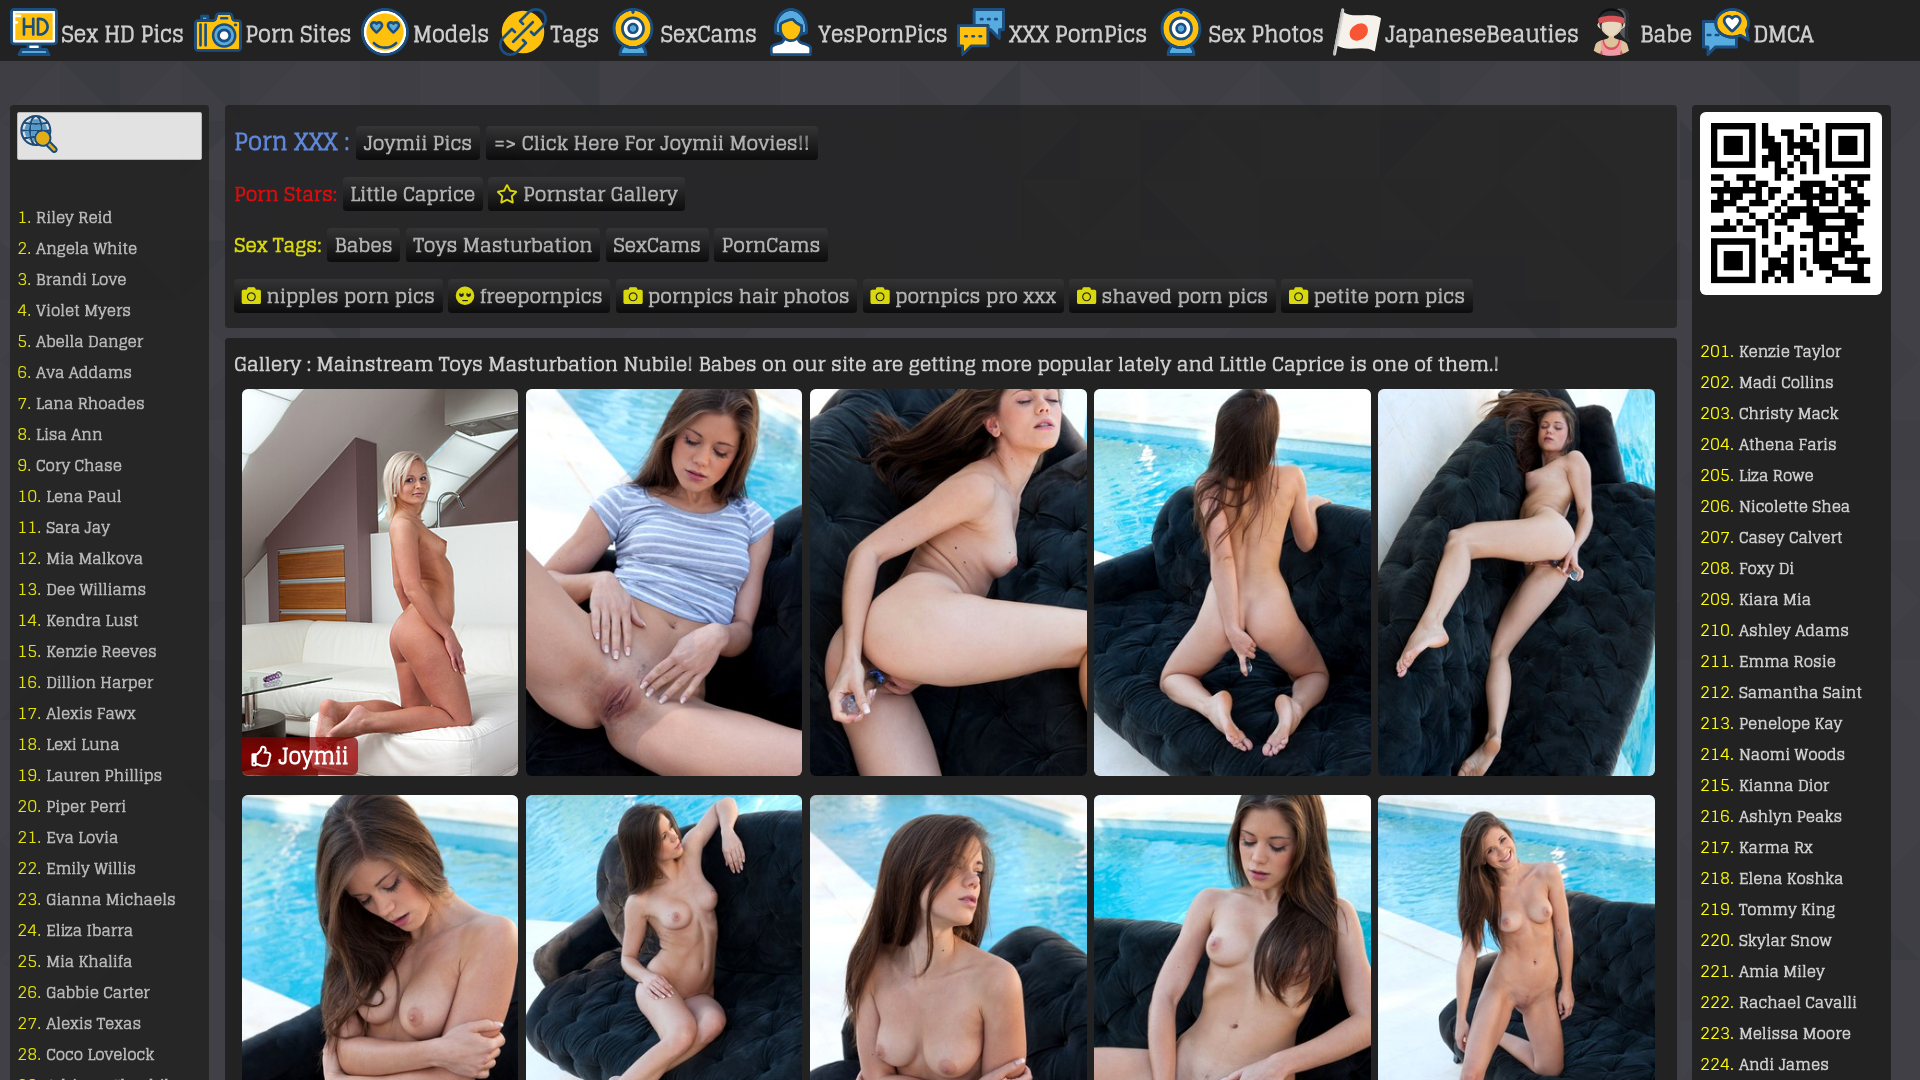 Sex HD Pics Porn Sites Models Tags SexCams YesPornPics XXX PornPics Sex Photos JapaneseBeauties Babe DMCA
1. Riley Reid
2. Angela White
3. Brandi Love
4. Violet Myers
5. Abella Danger
6. Ava Addams
7. Lana Rhoades
8. Lisa Ann
9. Cory Chase
10. Lena Paul
11. Sara Jay
12. Mia Malkova
13. Dee Williams
14. Kendra Lust
15. Kenzie Reeves
16. Dillion Harper
17. Alexis Fawx
18. Lexi Luna
19. Lauren Phillips
20. Piper Perri
21. Eva Lovia
22. Emily Willis
23. Gianna Michaels
24. Eliza Ibarra
25. Mia Khalifa
26. Gabbie Carter
27. Alexis Texas
28. Coco Lovelock
Porn XXX : Joymii Pics => Click Here For Joymii Movies!!
Porn Stars: Little Caprice Pornstar Gallery
Sex Tags: Babes Toys Masturbation SexCams PornCams
nipples porn pics freepornpics pornpics hair photos pornpics pro xxx shaved porn pics petite porn pics
Gallery : Mainstream Toys Masturbation Nubile! Babes on our site are getting more popular lately and Little Caprice is one of them.!
Joymii
201. Kenzie Taylor
202. Madi Collins
203. Christy Mack
204. Athena Faris
205. Liza Rowe
206. Nicolette Shea
207. Casey Calvert
208. Foxy Di
209. Kiara Mia
210. Ashley Adams
211. Emma Rosie
212. Samantha Saint
213. Penelope Kay
214. Naomi Woods
215. Kianna Dior
216. Ashlyn Peaks
217. Karma Rx
218. Elena Koshka
219. Tommy King
220. Skylar Snow
221. Amia Miley
222. Rachael Cavalli
223. Melissa Moore
224. Andi James